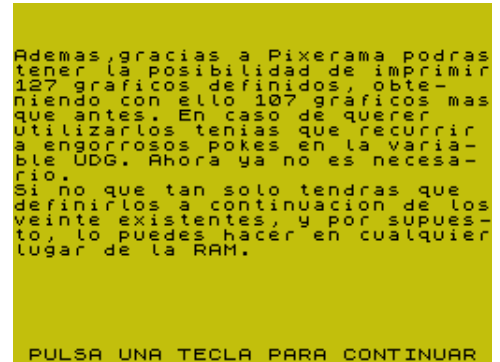 Ademas,gracias a Pixerama podras
tener la posibilidad de imprimir
127 graficos definidos, obte-
niendo con ello 107 graficos mas
que antes. En caso de querer
utilizarlos tenias que recurrir
a engorrosos pokes en la varia-
ble UDG. Ahora ya no es necesa-
rio.
Si no que tan solo tendras que
definirlos a continuacion de los
veinte existentes, y por supues-
to, lo puedes hacer en cualquier
lugar de la RAM.
PULSA UNA TECLA PARA CONTINUAR